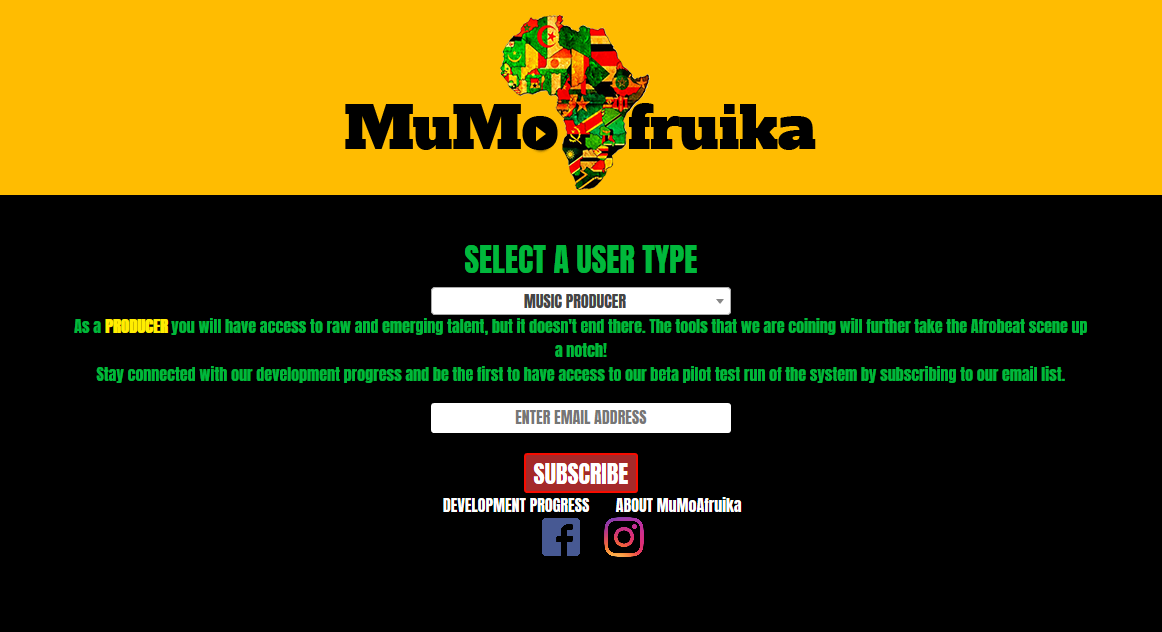 MuMoAfruika
SELECT A USER TYPE
MUSIC PRODUCER
As a PRODUCER you will have access to raw and emerging talent, but it doesn't end there. The tools that we are coining will further take the Afrobeat scene up
a notch!
Stay connected with our development progress and be the first to have access to our beta pilot test run of the system by subscribing to our email list.
ENTER EMAIL ADDRESS
SUBSCRIBE
DEVELOPMENT PROGRESS ABOUT MuMoAfruika